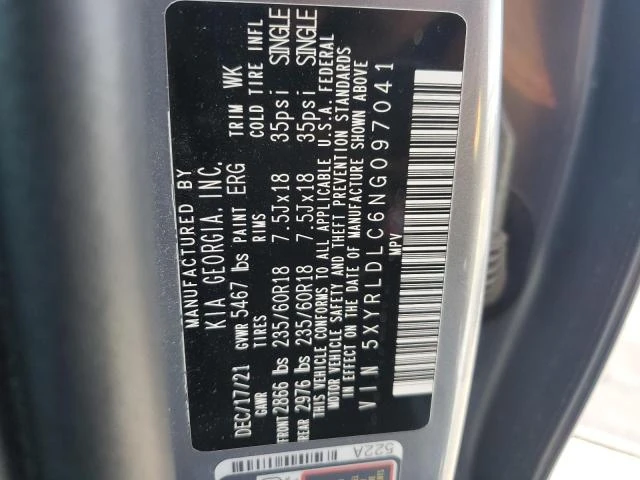 MANUFACTURED BY
KIA GEORGIA, INC.
DEC/17/21 GVWR 5467 lbs PAINT ERG TRIM WK
GAWR TIRES RIMS COLD TIRE INFL
FRONT 2866 lbs 235/60R18 7.5Jx18 35psi SINGLE
REAR 2976 lbs 235/60R18 7.5Jx18 35psi SINGLE
THIS VEHICLE CONFORMS TO ALL APPLICABLE U.S.A. FEDERAL
MOTOR VEHICLE SAFETY AND THEFT PREVENTION STANDARDS
IN EFFECT ON THE DATE OF MANUFACTURE SHOWN ABOVE
VIN 5XYRLDLC6NG097041
MPV
522A